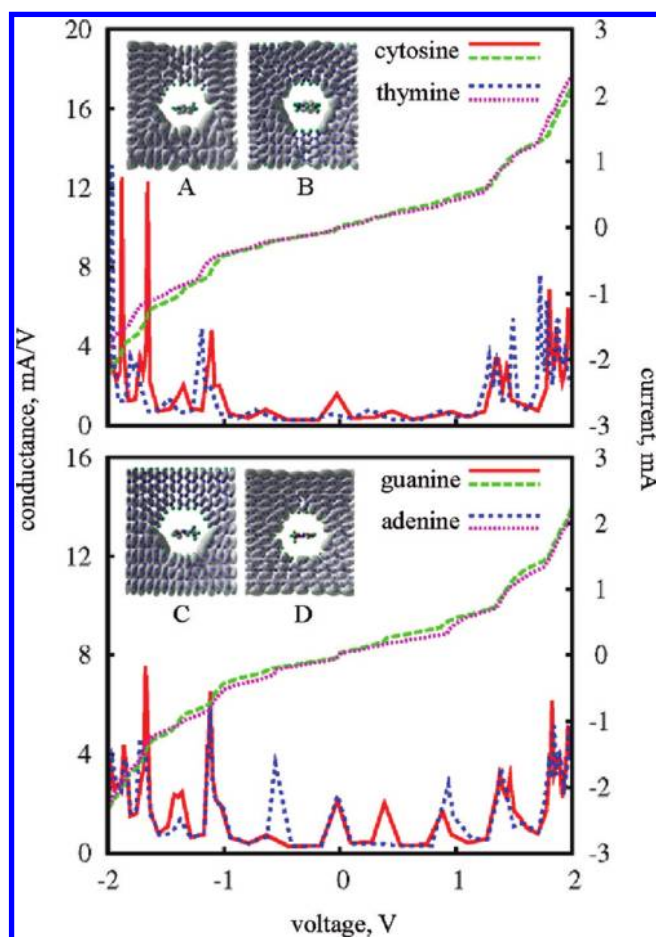 20
16
12
8
4
0
3
2
1
0
-1
-2
-3
cytosine
thymine
A B
16
12
8
4
0
3
2
1
0
-1
-2
-3
guanine
adenine
C D
-2 -1 0 1 2
voltage, V
conductance, mA/V
current, mA